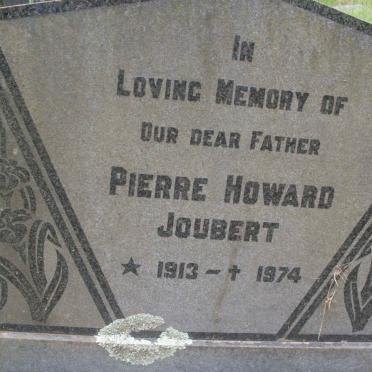 In
Loving Memory of
Our dear Father
Pierre Howard
Joubert
★ 1913 – ✝ 1974